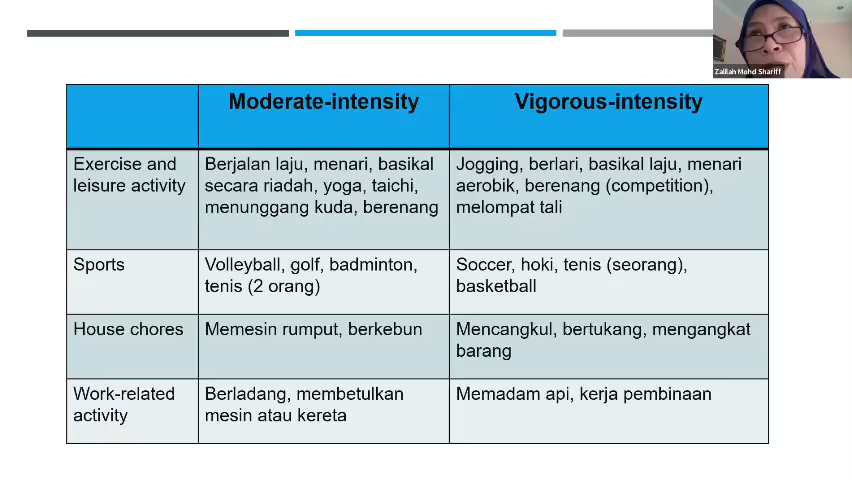 Zalilah Mohd Shariff
Moderate-intensity
Vigorous-intensity
Exercise and
leisure activity
Berjalan laju, menari, basikal
secara riadah, yoga, taichi,
menunggang kuda, berenang
Jogging, berlari, basikal laju, menari
aerobik, berenang (competition),
melompat tali
Sports
Volleyball, golf, badminton,
tenis (2 orang)
Soccer, hoki, tenis (seorang),
basketball
House chores
Memesin rumput, berkebun
Mencangkul, bertukang, mengangkat
barang
Work-related
activity
Berladang, membetulkan
mesin atau kereta
Memadam api, kerja pembinaan